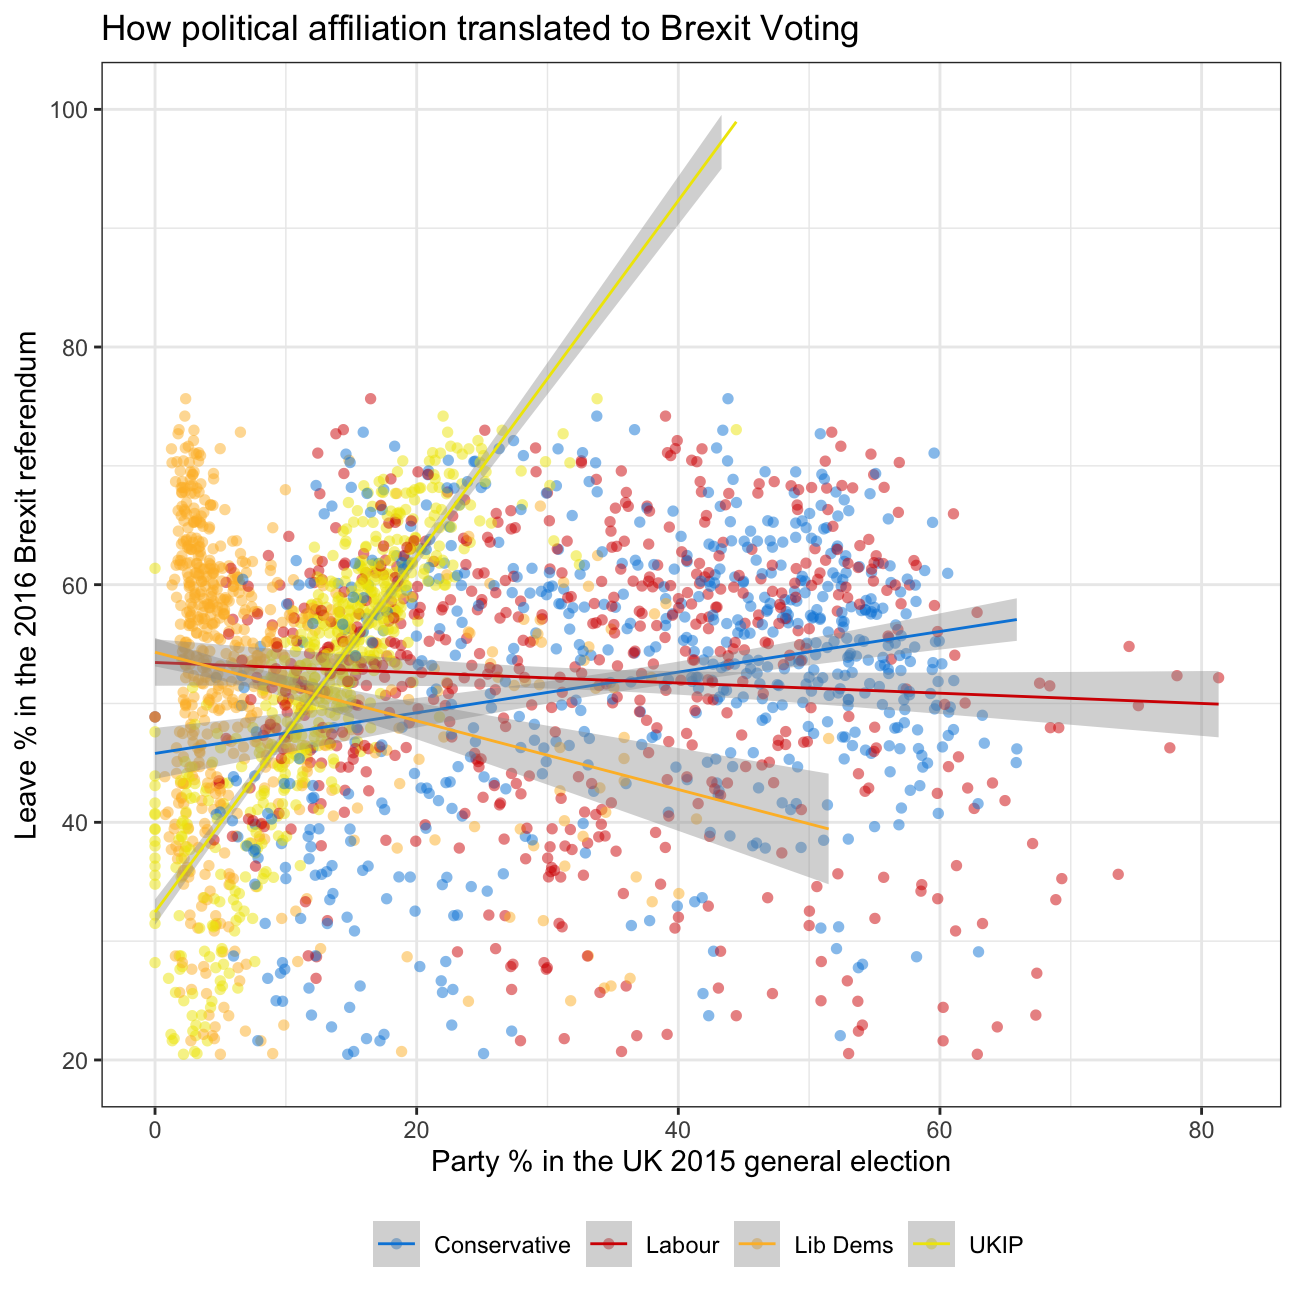 How political affiliation translated to Brexit Voting
100
80
60
40
20
Leave % in the 2016 Brexit referendum
0 20 40 60 80
Party % in the UK 2015 general election
Conservative Labour Lib Dems UKIP